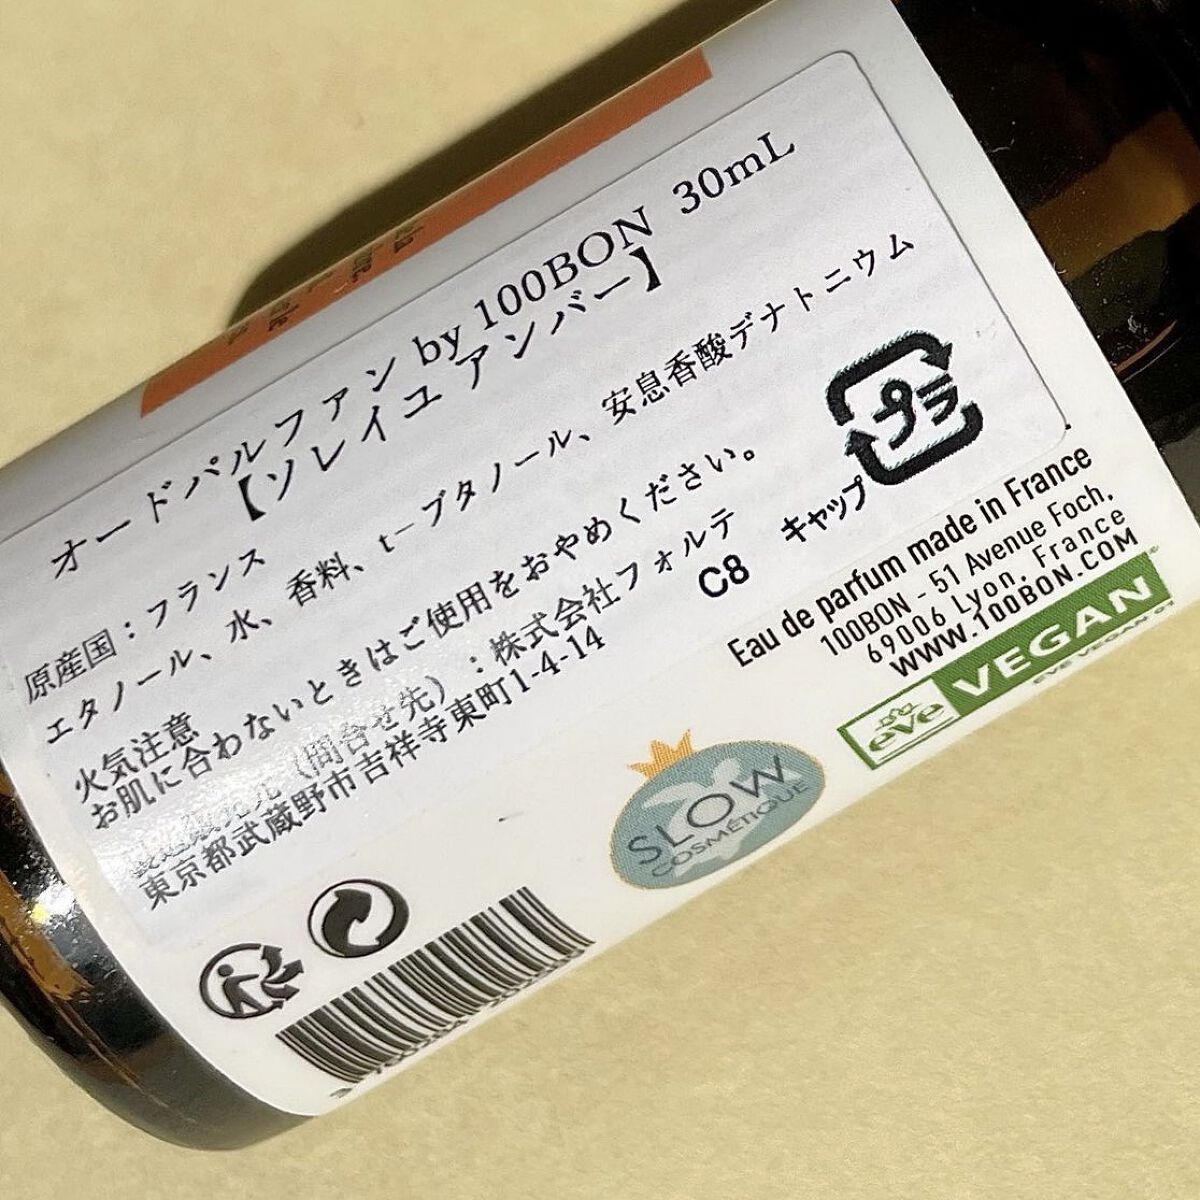 オードパルファン by 100BON 30mL
【ソレイユ アンバー】
原産国：フランス
エタノール、水、香料、t－ブタノール、安息香酸デナトニウム
火気注意
お肌に合わないときはご使用をおやめください。
製造販売元（問合せ先）：株式会社フォルテ
東京都武蔵野市吉祥寺東町1-4-14
C8
プラ
キャップ
Eau de parfum made in France
100BON - 51 Avenue Foch,
69006 Lyon, France
WWW.100BON.COM
eve VEGAN
EVE VEGAN
SLOW
COSMÉTIQUE